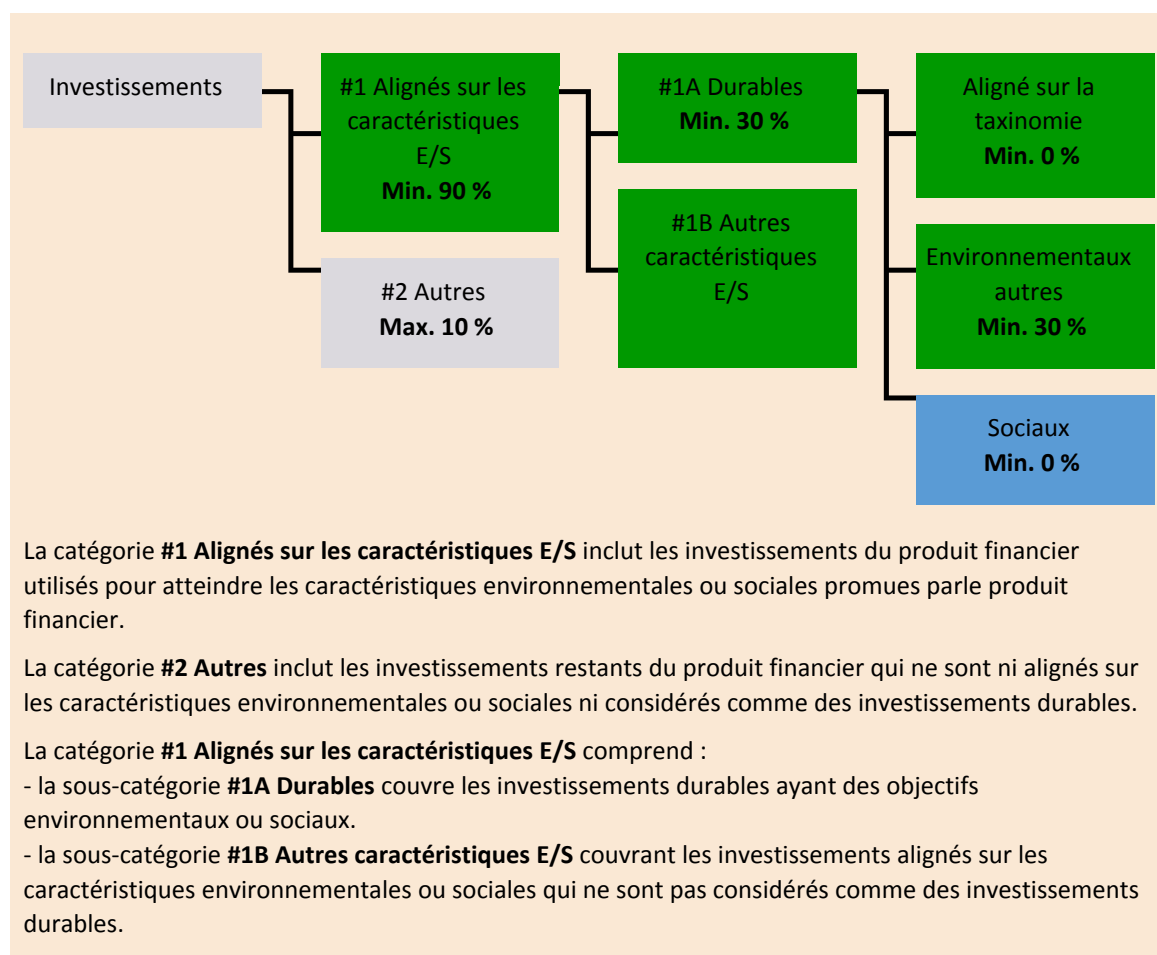 Investissements
#1 Alignés sur les
caractéristiques
E/S
Min. 90 %
#2 Autres
Max. 10 %
#1A Durables
Min. 30 %
#1B Autres
caractéristiques
E/S
Aligné sur la
taxinomie
Min. 0 %
Environnementaux
autres
Min. 30 %
Sociaux
Min. 0 %
La catégorie #1 Alignés sur les caractéristiques E/S inclut les investissements du produit financier
utilisés pour atteindre les caractéristiques environnementales ou sociales promues parle produit
financier.
La catégorie #2 Autres inclut les investissements restants du produit financier qui ne sont ni alignés sur
les caractéristiques environnementales ou sociales ni considérés comme des investissements durables.
La catégorie #1 Alignés sur les caractéristiques E/S comprend :
- la sous-catégorie #1A Durables couvre les investissements durables ayant des objectifs
environnementaux ou sociaux.
- la sous-catégorie #1B Autres caractéristiques E/S couvrant les investissements alignés sur les
caractéristiques environnementales ou sociales qui ne sont pas considérés comme des investissements
durables.